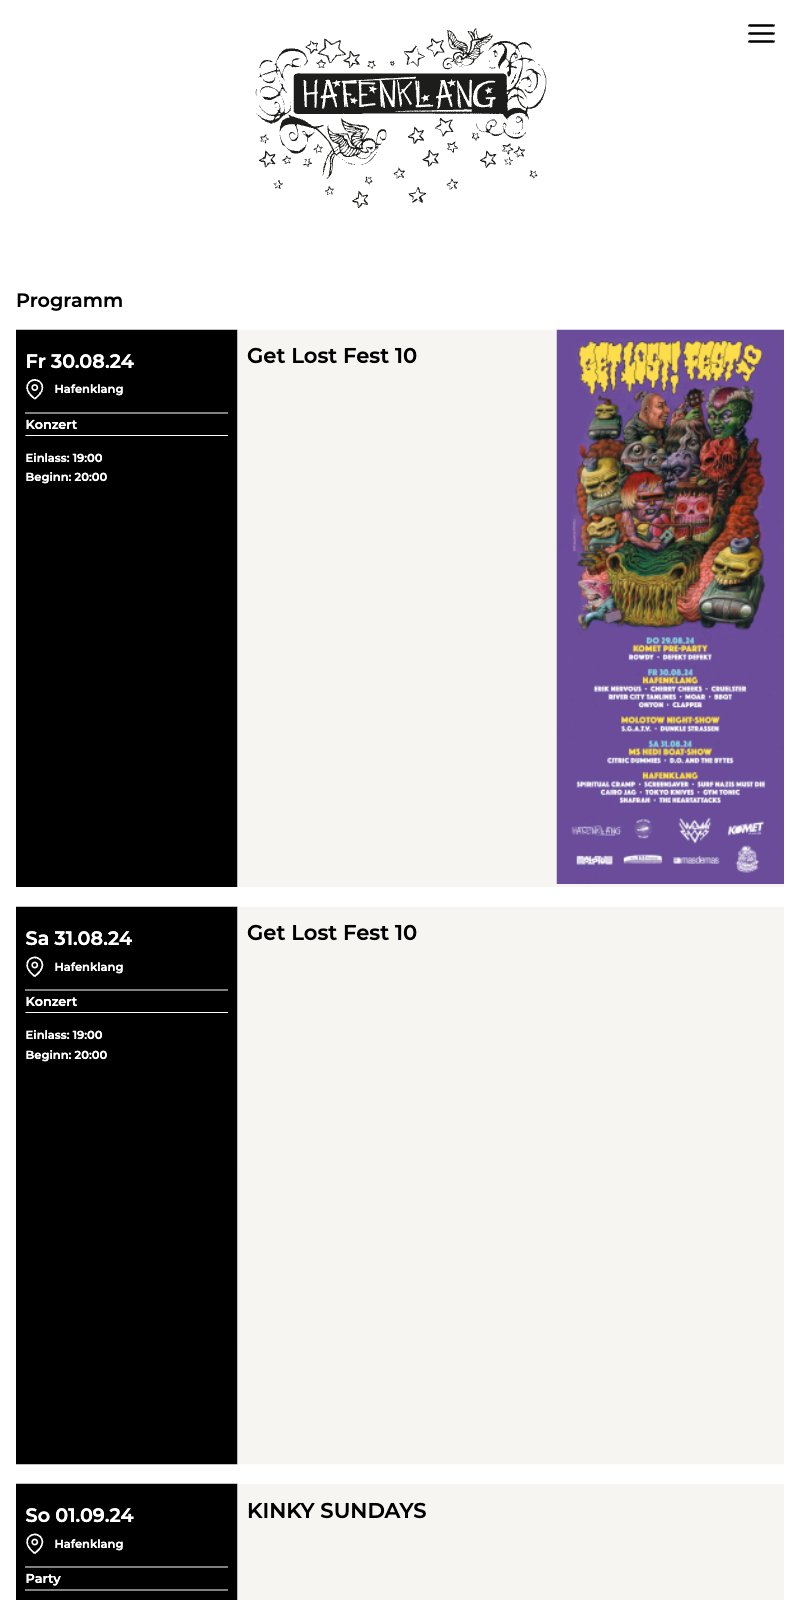 HAFENKLANG
Programm
Fr 30.08.24
Hafenklang
Konzert
Einlass: 19:00
Beginn: 20:00
Get Lost Fest 10
GET LOST! FEST 10
DO 29.08.24
KOMET PRE-PARTY
ROWDY • DEFEKT DEFEKT
FR 30.08.24
HAFENKLANG
ERIK NERVOUS • CHERRY CHEEKS • CRUELSTER
RIVER CITY TANLINES • MOAR • BBQT
ONYON • CLAPPER
MOLOTOW NIGHT-SHOW
S.G.A.T.V. • DUNKLE STRASSEN
SA 31.08.24
MS HEDI BOAT-SHOW
CITRIC DUMMIES • D.O. AND THE BYTES
HAFENKLANG
SPIRITUAL CRAMP • SCREENSAVER • SURF NAZIS MUST DIE
CAIRO JAG • TOKYO KNIVES • GYM TONIC
SHAFRAH • THE HEARTATTACKS
HAFENKLANG
KOMET
MOLOTOW
masdemas
Sa 31.08.24
Hafenklang
Konzert
Einlass: 19:00
Beginn: 20:00
Get Lost Fest 10
So 01.09.24
Hafenklang
Party
KINKY SUNDAYS